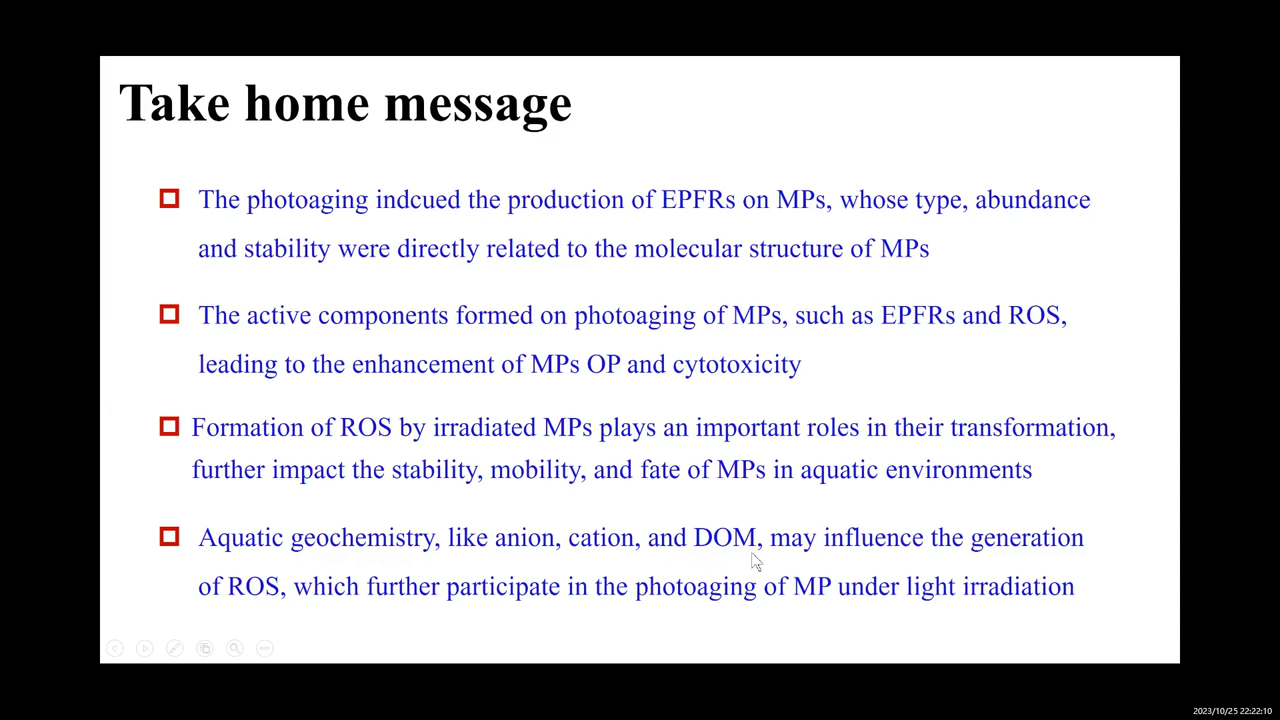 Take home message
The photoaging indcued the production of EPFRs on MPs, whose type, abundance
and stability were directly related to the molecular structure of MPs
The active components formed on photoaging of MPs, such as EPFRs and ROS,
leading to the enhancement of MPs OP and cytotoxicity
Formation of ROS by irradiated MPs plays an important roles in their transformation,
further impact the stability, mobility, and fate of MPs in aquatic environments
Aquatic geochemistry, like anion, cation, and DOM, may influence the generation
of ROS, which further participate in the photoaging of MP under light irradiation
2023/10/25 22:22:10